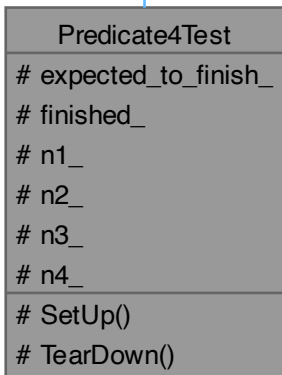 Predicate4Test
# expected_to_finish_
# finished_
# n1_
# n2_
# n3_
# n4_
# SetUp()
# TearDown()